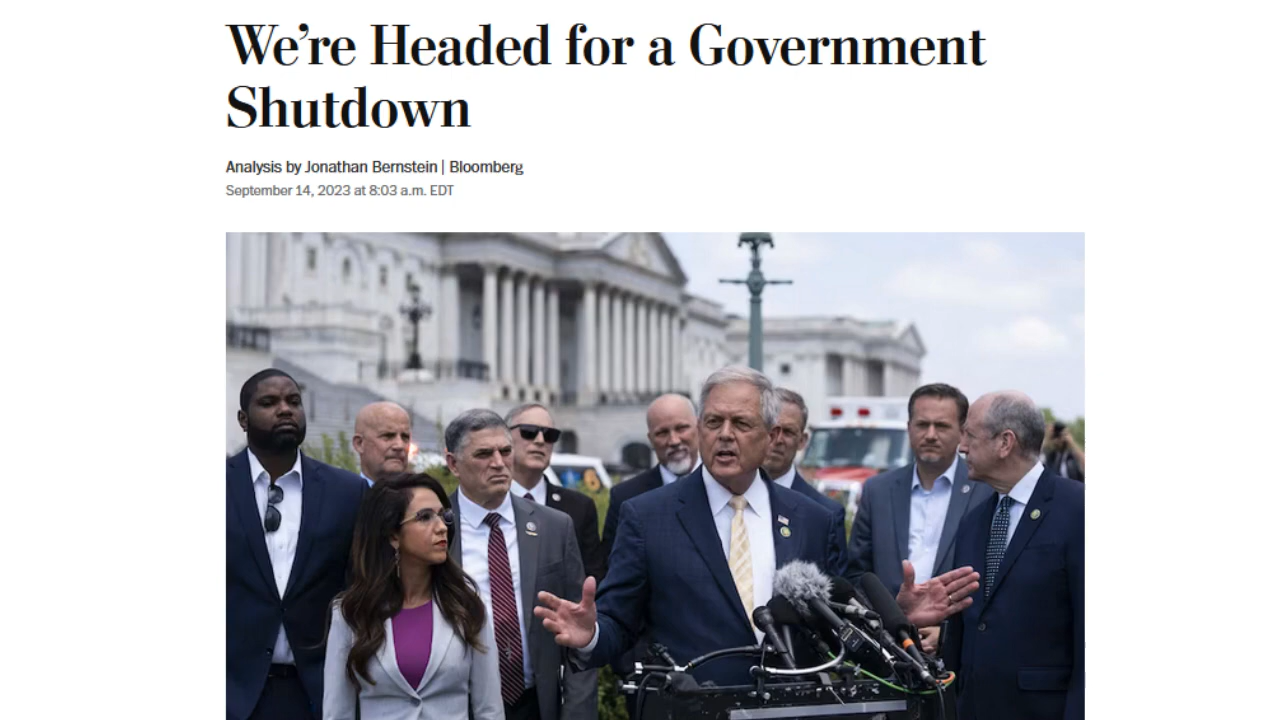 We’re Headed for a Government
Shutdown
Analysis by Jonathan Bernstein | Bloomberg
September 14, 2023 at 8:03 a.m. EDT